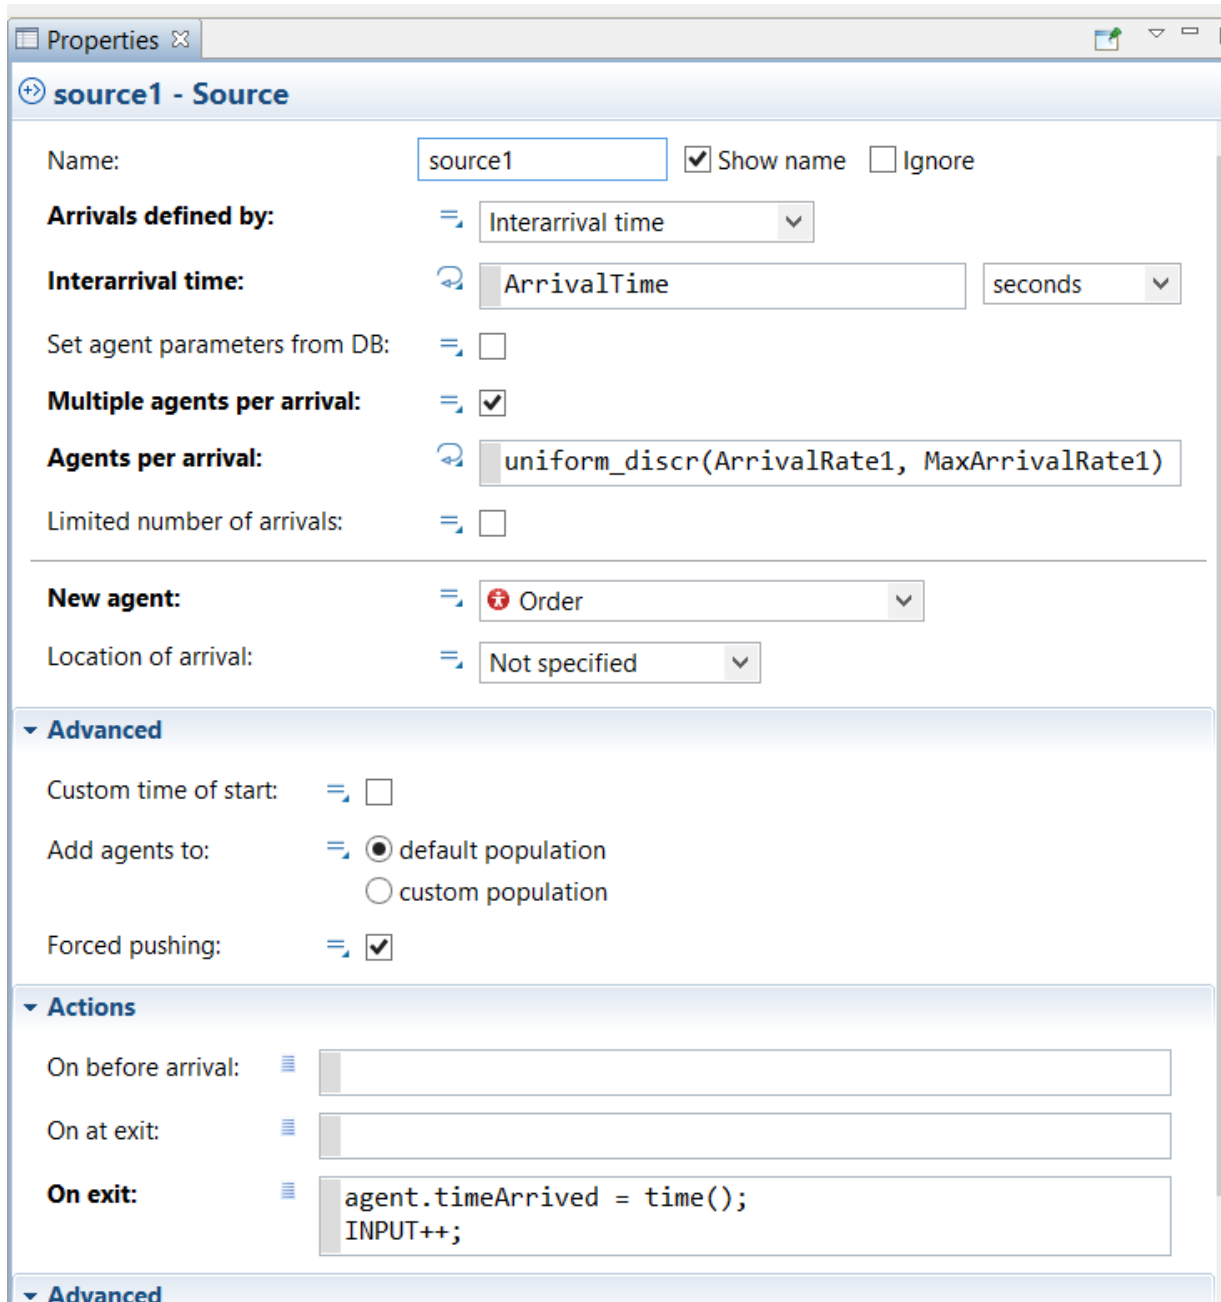 Properties
source1 - Source
Name: source1 Show name Ignore
Arrivals defined by: Interarrival time
Interarrival time: ArrivalTime seconds
Set agent parameters from DB:
Multiple agents per arrival:
Agents per arrival: uniform_discr(ArrivalRate1, MaxArrivalRate1)
Limited number of arrivals:
New agent: Order
Location of arrival: Not specified
Advanced
Custom time of start:
Add agents to: default population
custom population
Forced pushing:
Actions
On before arrival:
On at exit:
On exit: agent.timeArrived = time();
INPUT++;
Advanced